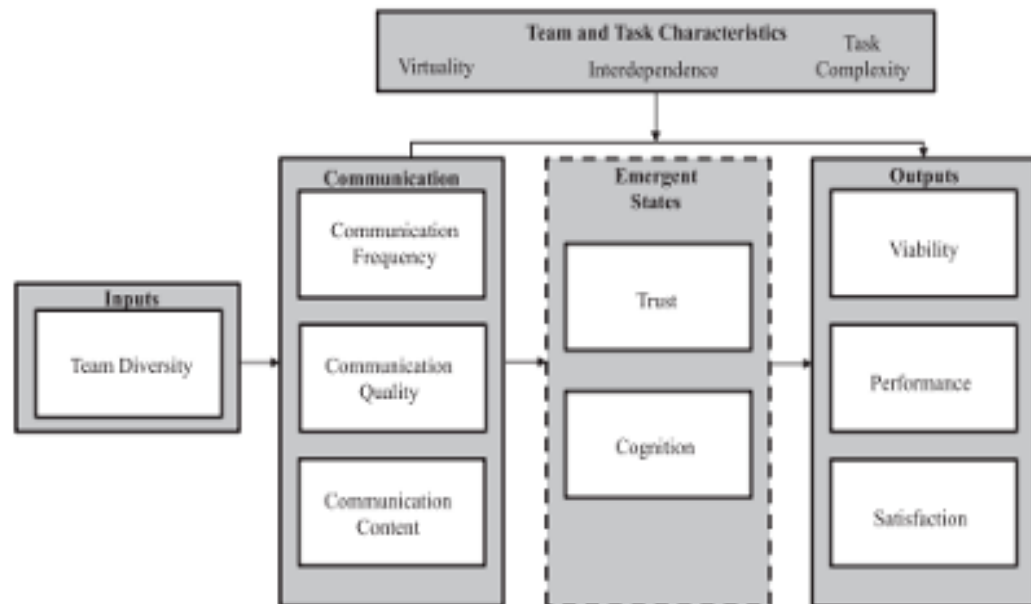 Team and Task Characteristics
Virtuality
Interdependence
Task
Complexity
Inputs
Team Diversity
Communication
Communication
Frequency
Communication
Quality
Communication
Content
Emergent
States
Trust
Cognition
Outputs
Viability
Performance
Satisfaction